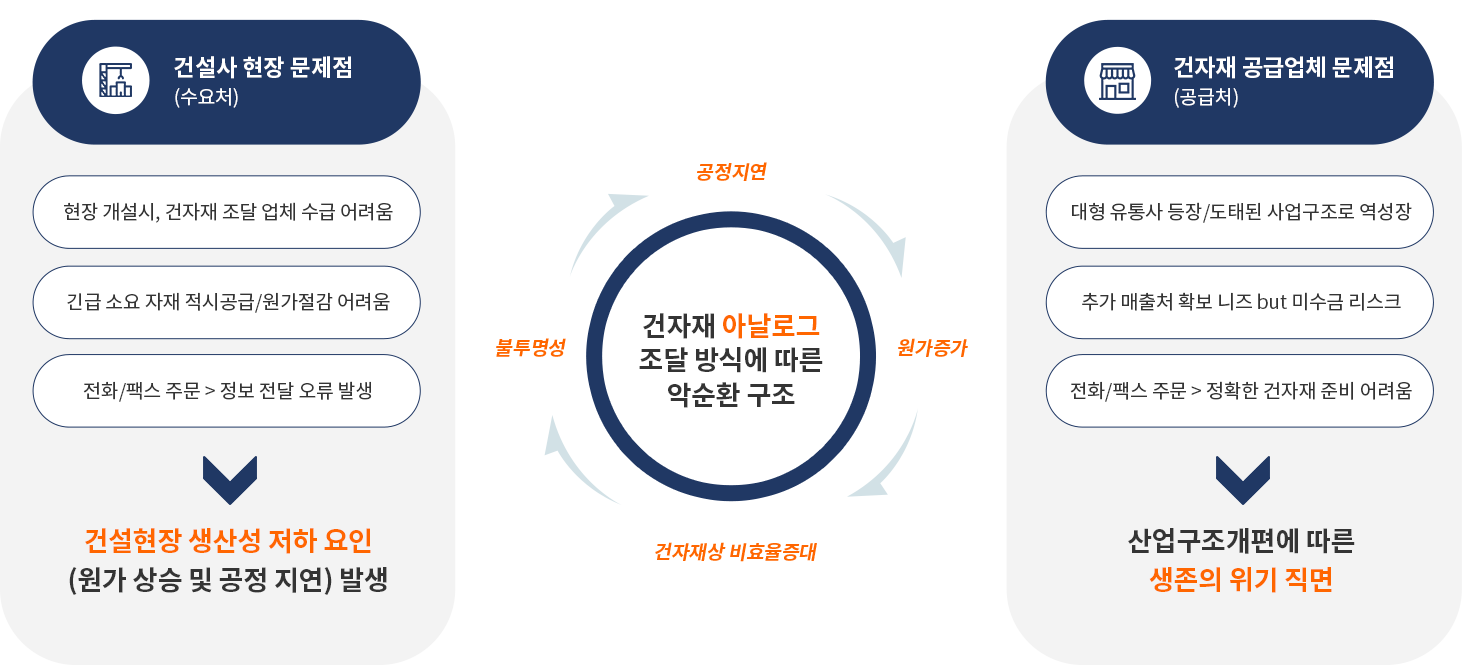 건설사 현장 문제점
(수요처)
현장 개설시, 건자재 조달 업체 수급 어려움
긴급 소요 자재 적시공급/원가절감 어려움
전화/팩스 주문 > 정보 전달 오류 발생
건설현장 생산성 저하 요인
(원가 상승 및 공정 지연) 발생
공정지연
불투명성
원가증가
건자재 아날로그
조달 방식에 따른
악순환 구조
건자재상 비효율증대
건자재 공급업체 문제점
(공급처)
대형 유통사 등장/도태된 사업구조로 역성장
추가 매출처 확보 니즈 but 미수금 리스크
전화/팩스 주문 > 정확한 건자재 준비 어려움
산업구조개편에 따른
생존의 위기 직면